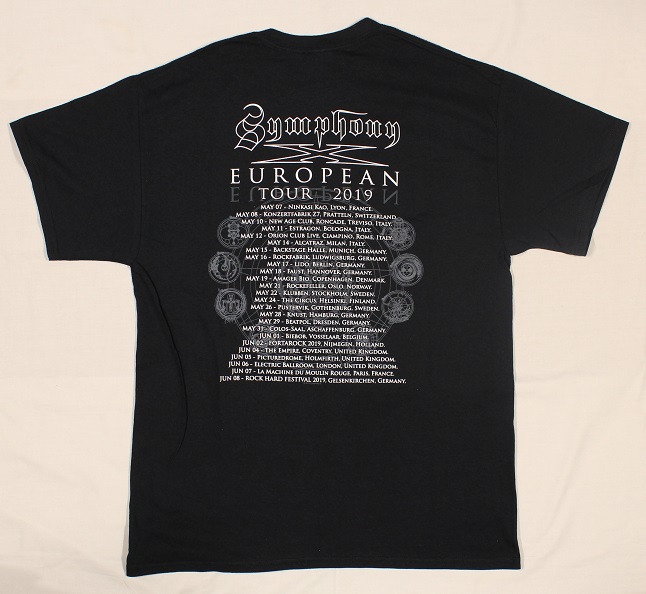 Symphony
X
EUROPEAN
TOUR 2019
MAY 07 - NINKASI KAO, LYON, FRANCE.
MAY 08 - KONZERTFABRIK Z7, PRATTELN, SWITZERLAND.
MAY 10 - NEW AGE CLUB, RONCADE, TREVISO, ITALY.
MAY 11 - ESTRAGON, BOLOGNA, ITALY.
MAY 12 - ORION CLUB LIVE, CIAMPINO, ROME, ITALY.
MAY 14 - ALCATRAZ, MILAN, ITALY.
MAY 15 - BACKSTAGE HALLE, MUNICH, GERMANY.
MAY 16 - ROCKFABRIK, LUDWIGSBURG, GERMANY.
MAY 17 - LIDO, BERLIN, GERMANY.
MAY 18 - FAUST, HANNOVER, GERMANY.
MAY 19 - AMAGER BIO, COPENHAGEN, DENMARK.
MAY 21 - ROCKEFELLER, OSLO, NORWAY.
MAY 22 - KLUBBEN, STOCKHOLM, SWEDEN.
MAY 24 - THE CIRCUS, HELSINKI, FINLAND.
MAY 26 - PUSTERVIK, GOTHENBURG, SWEDEN.
MAY 28 - KNUST, HAMBURG, GERMANY.
MAY 29 - BEATPOL, DRESDEN, GERMANY.
MAY 31 - COLOS-SAAL, ASCHAFFENBURG, GERMANY.
JUN 01 - BIEBOB, VOSSELAAR, BELGIUM.
JUN 02 - FORTAROCK 2019, NIJMEGEN, HOLLAND.
JUN 04 - THE EMPIRE, COVENTRY, UNITED KINGDOM.
JUN 05 - PICTUREDROME, HOLMFIRTH, UNITED KINGDOM.
JUN 06 - ELECTRIC BALLROOM, LONDON, UNITED KINGDOM.
JUN 07 - LA MACHINE DU MOULIN ROUGE, PARIS, FRANCE.
JUN 08 - ROCK HARD FESTIVAL 2019, GELSENKIRCHEN, GERMANY.